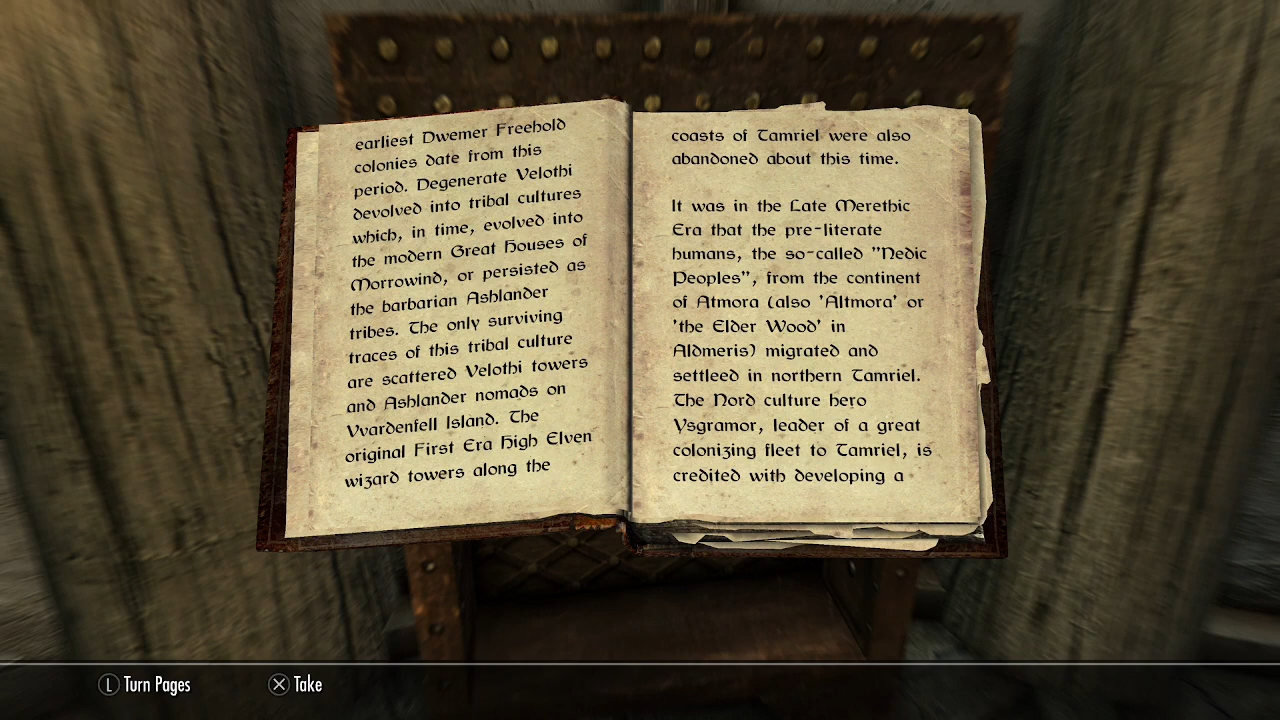 earliest Dwemer Freehold
colonies date from this
period. Degenerate Velothi
devolved into tribal cultures
which, in time, evolved into
the modern Great Houses of
Morrowind, or persisted as
the barbarian Ashlander
tribes. The only surviving
traces of this tribal culture
are scattered Velothi towers
and Ashlander nomads on
Vvardenfell Island. The
original First Era High Elven
wizard towers along the
coasts of Tamriel were also
abandoned about this time.
It was in the Late Merethic
Era that the pre-literate
humans, the so-called "Nedic
Peoples", from the continent
of Atmora (also 'Altmora' or
'the Elder Wood' in
Aldmeris) migrated and
settleed in northern Tamriel.
The Nord culture hero
Ysgramor, leader of a great
colonizing fleet to Tamriel, is
credited with developing a
L Turn Pages
X Take